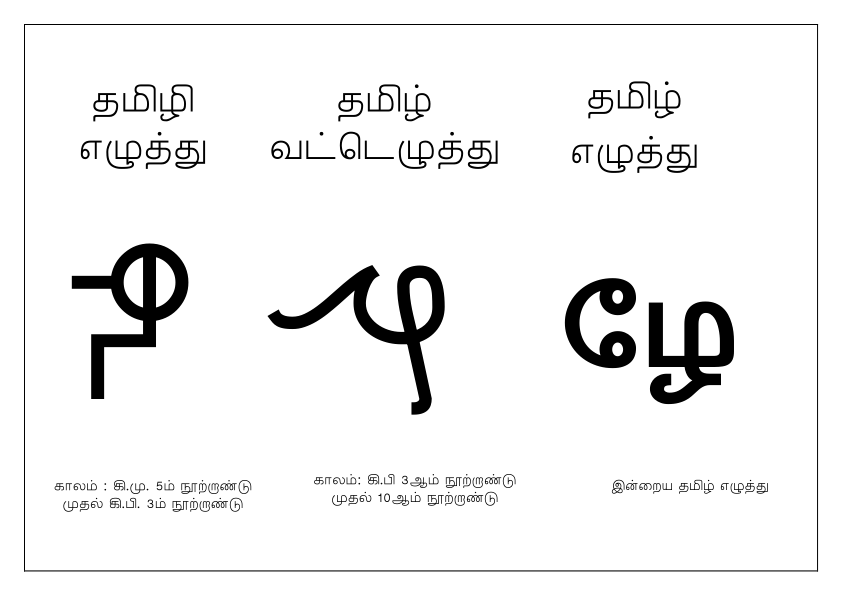 தமிழி
எழுத்து
தமிழ்
வட்டெழுத்து
தமிழ்
எழுத்து
ழே
காலம் : கி.மு. 5ம் நூற்றாண்டு
முதல் கி.பி. 3ம் நூற்றாண்டு
காலம்: கி.பி 3ஆம் நூற்றாண்டு
முதல் 10ஆம் நூற்றாண்டு
இன்றைய தமிழ் எழுத்து